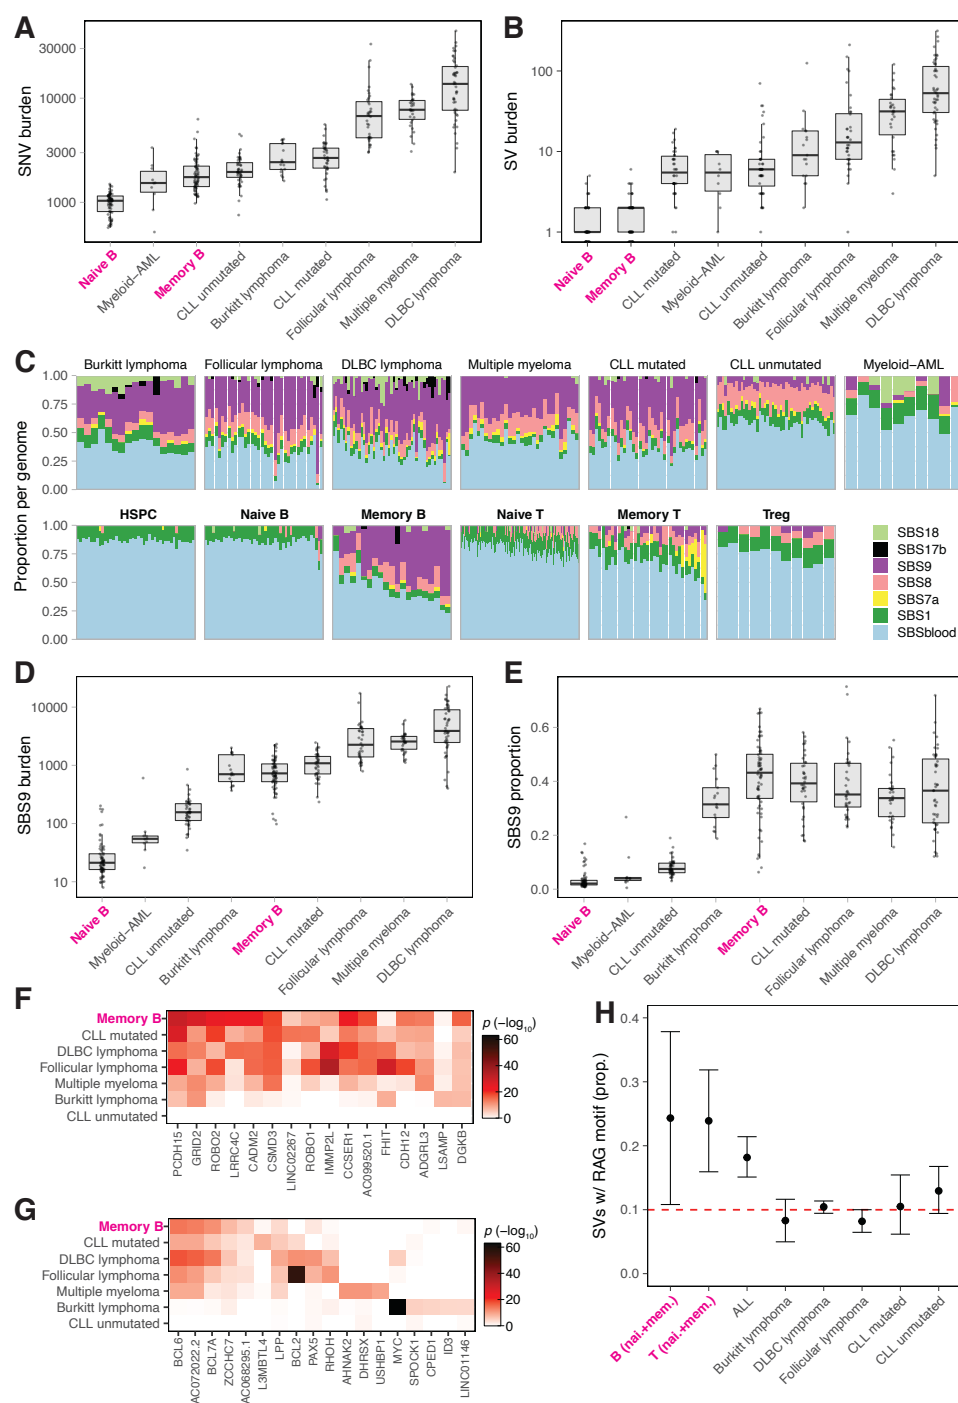 A
SNV burden
30000
10000
3000
1000
Naive B
Myeloid−AML
Memory B
CLL unmutated
Burkitt lymphoma
CLL mutated
Follicular lymphoma
Multiple myeloma
DLBC lymphoma
B
SV burden
100
10
1
Naive B
Memory B
CLL mutated
Myeloid−AML
CLL unmutated
Burkitt lymphoma
Follicular lymphoma
Multiple myeloma
DLBC lymphoma
C
Proportion per genome
Burkitt lymphoma
Follicular lymphoma
DLBC lymphoma
Multiple myeloma
CLL mutated
CLL unmutated
Myeloid−AML
1.00
0.75
0.50
0.25
0.00
HSPC
Naive B
Memory B
Naive T
Memory T
Treg
1.00
0.75
0.50
0.25
0.00
SBS18
SBS17b
SBS9
SBS8
SBS7a
SBS1
SBSblood
D
SBS9 burden
10000
1000
100
10
Naive B
Myeloid−AML
CLL unmutated
Burkitt lymphoma
Memory B
CLL mutated
Follicular lymphoma
Multiple myeloma
DLBC lymphoma
E
SBS9 proportion
0.6
0.4
0.2
0.0
Naive B
Myeloid−AML
CLL unmutated
Burkitt lymphoma
Memory B
CLL mutated
Follicular lymphoma
Multiple myeloma
DLBC lymphoma
F
Memory B
CLL mutated
DLBC lymphoma
Follicular lymphoma
Multiple myeloma
Burkitt lymphoma
CLL unmutated
PCDH15
GRID2
ROBO2
LRRC4C
CADM2
CSMD3
LINC02267
ROBO1
IMMP2L
CCSER1
AC099520.1
FHIT
CDH12
ADGRL3
LSAMP
DGKB
p (−log10)
60
40
20
0
G
Memory B
CLL mutated
DLBC lymphoma
Follicular lymphoma
Multiple myeloma
Burkitt lymphoma
CLL unmutated
BCL6
AC072022.2
BCL7A
ZCCHC7
AC068295.1
L3MBTL4
LPP
BCL2
PAX5
RHOH
AHNAK2
DHRSX
USHBP1
MYC
SPOCK1
CPED1
ID3
LINC01146
p (−log10)
60
40
20
0
H
SVs w/ RAG motif (prop.)
0.4
0.3
0.2
0.1
0.0
B (nai.+mem.)
T (nai.+mem.)
ALL
Burkitt lymphoma
DLBC lymphoma
Follicular lymphoma
CLL mutated
CLL unmutated